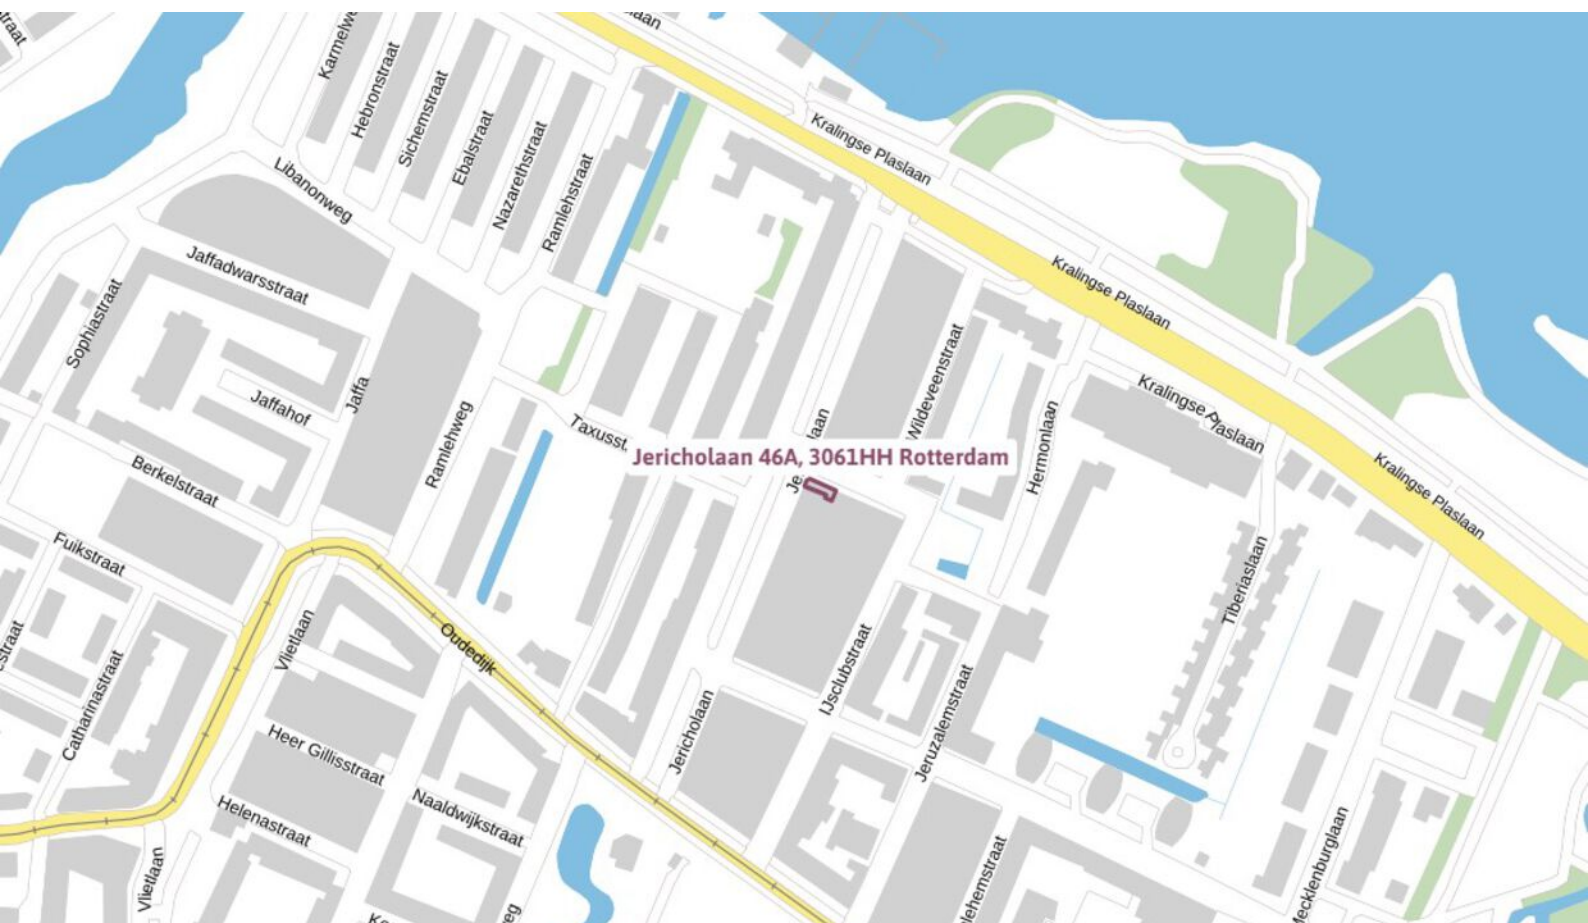 Kralingse Plaslaan
Hebronstraat
Sichemstraat
Ebalstraat
Nazarethstraat
Ramlehstraat
Libanonweg
Kralingse Plaslaan
Jaffadwarsstraat
Sophiastraat
Kralingse Plaslaan
Wildeveenstraat
Jaffa
Jaffahof
Ramlehweg
Taxusst.
Hermonlaan
Jericholaan 46A, 3061HH Rotterdam
Kralingse Plaslaan
Berkelstraat
Fuikstraat
Tiberiaslaan
Vlietlaan
Oudedijk
Catharinastraat
IJsclubstraat
Jericholaan
Jeruzalemstraat
Heer Gillisstraat
Helenastraat
Naaldwijkstraat
Vlietlaan
Mecklenburglaan